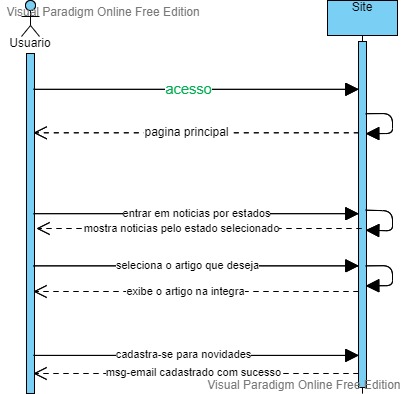 Visual Paradigm Online Free Edition
Site
Usuario
acesso
pagina principal
entrar em noticias por estados
mostra noticias pelo estado selecionado
seleciona o artigo que deseja
exibe o artigo na integra
cadastra-se para novidades
msg-email cadastrado com sucesso
Visual Paradigm Online Free Edition